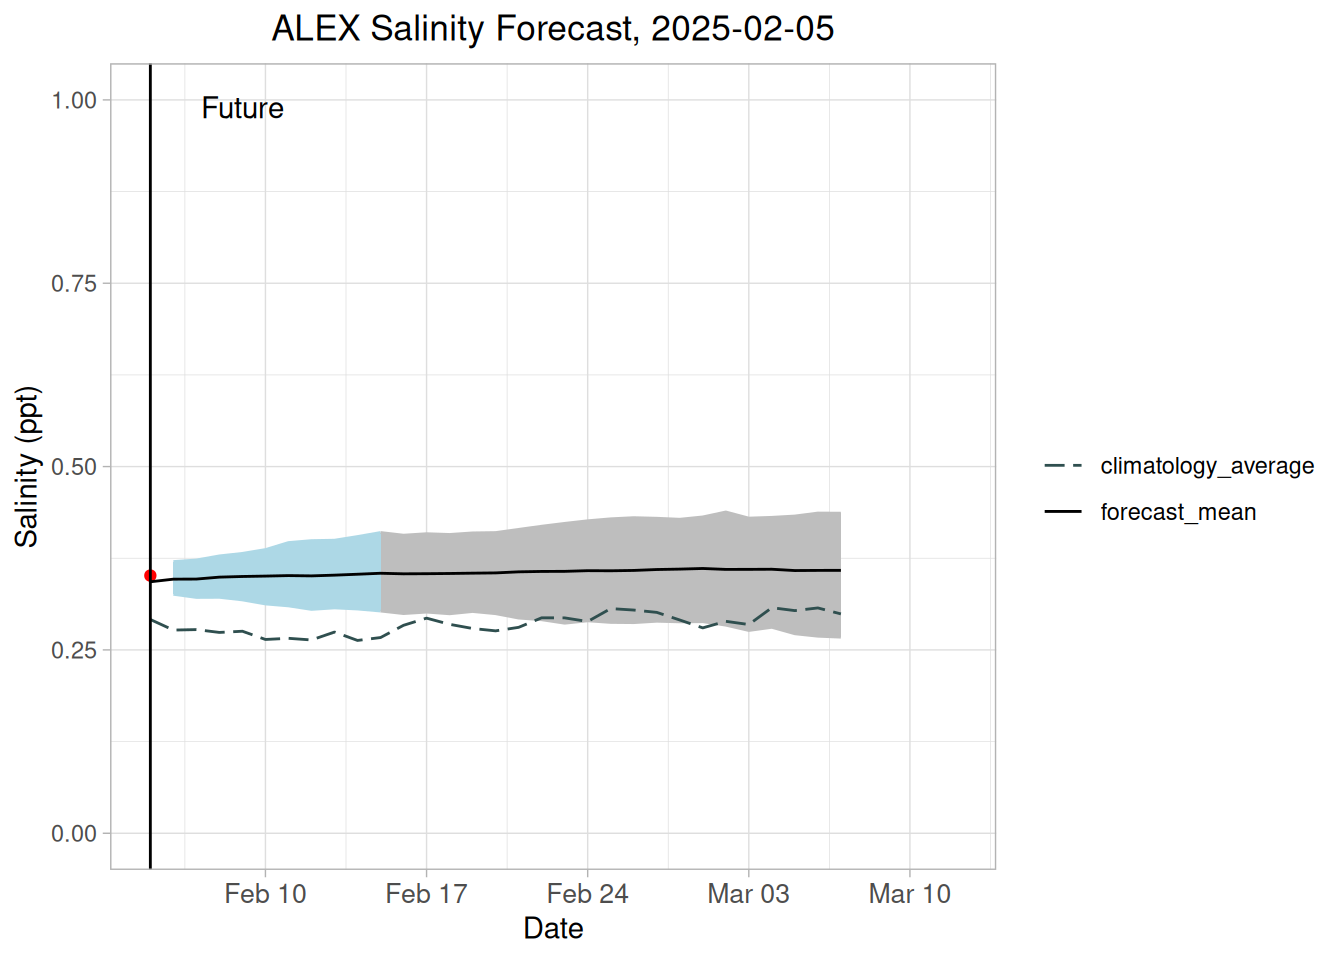 ALEX Salinity Forecast, 2025-02-05
Future
1.00
0.75
0.50
0.25
0.00
Salinity (ppt)
Feb 10
Feb 17
Feb 24
Mar 03
Mar 10
Date
climatology_average
forecast_mean